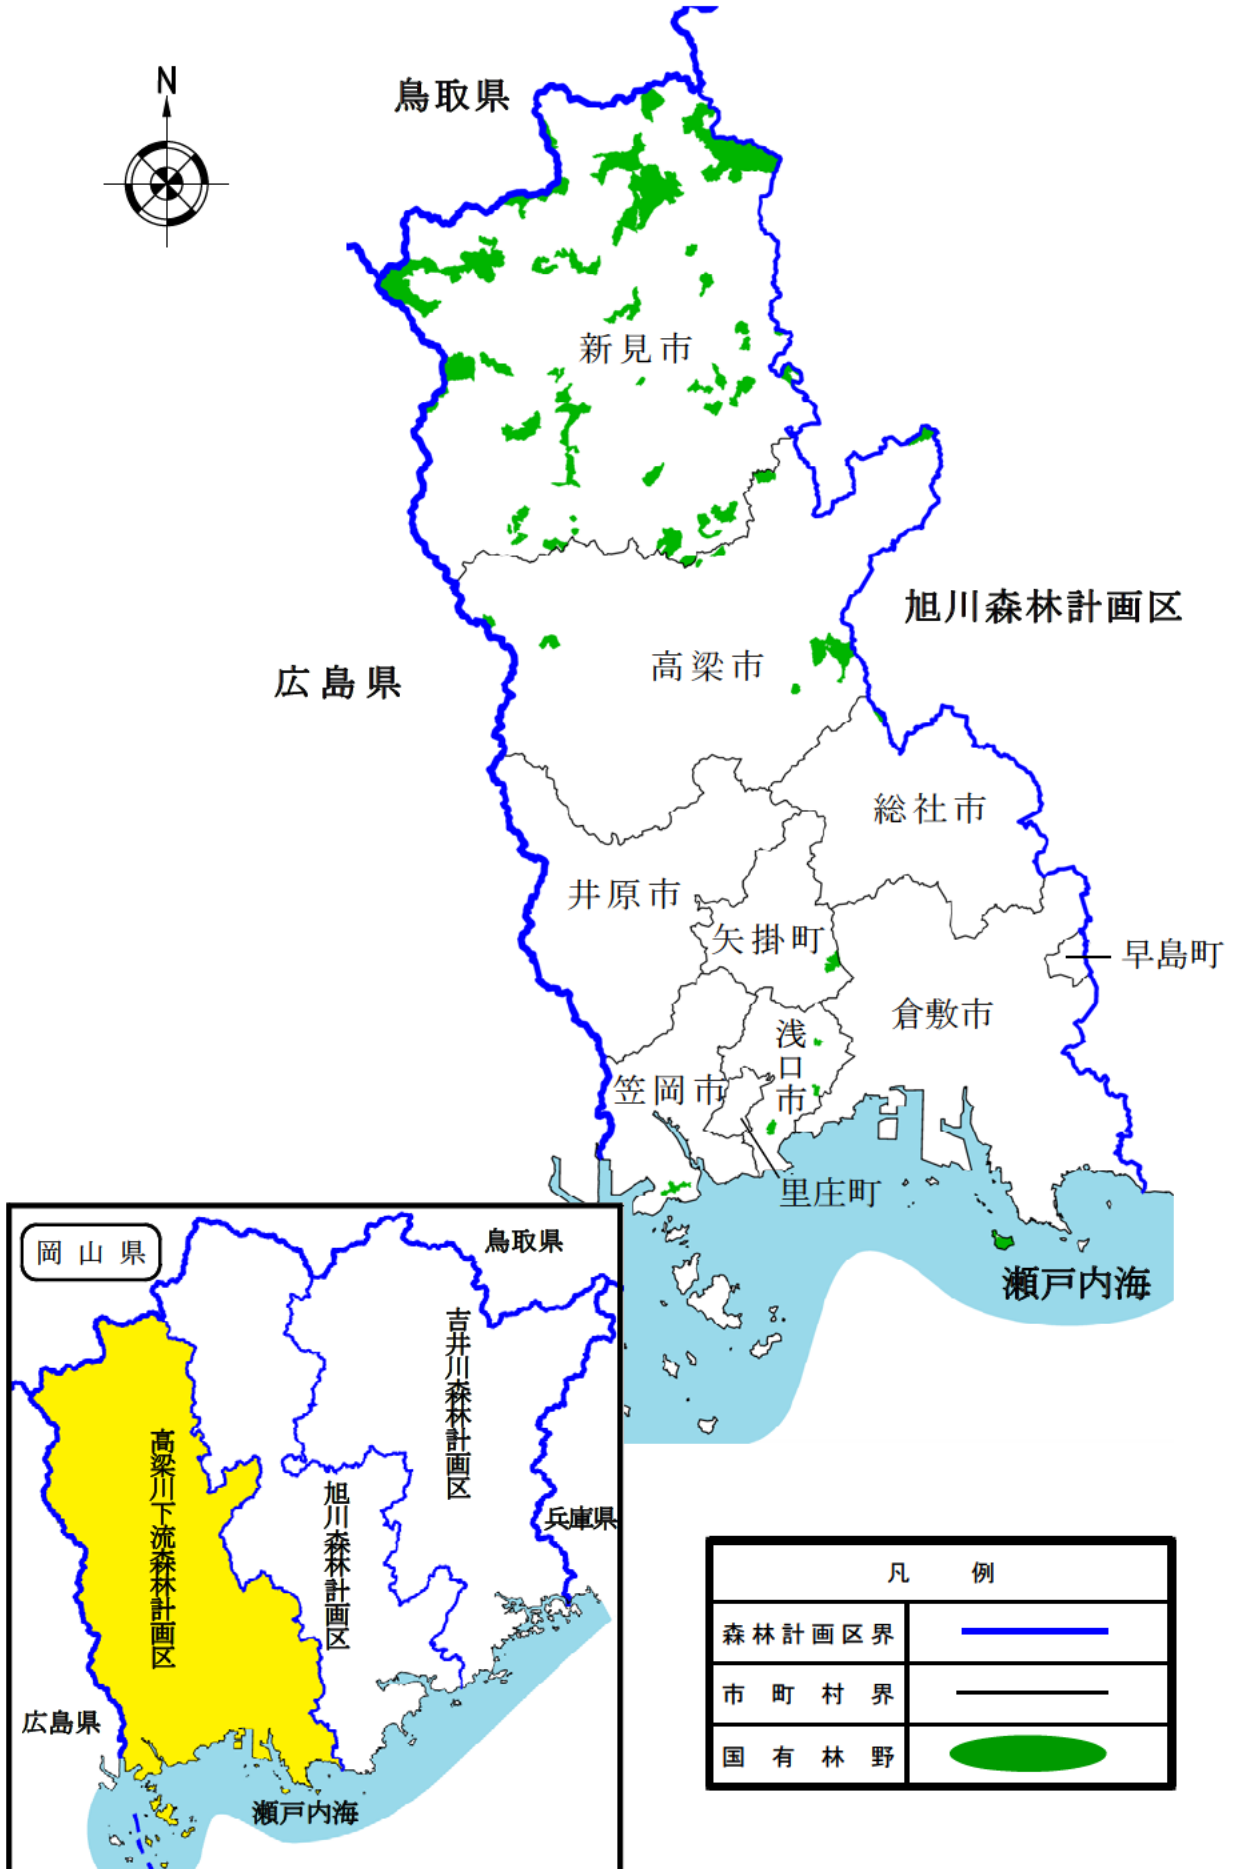 N
鳥取県
新見市
旭川森林計画区
広島県
高梁市
総社市
井原市
矢掛町
早島町
倉敷市
浅口市
笠岡市
里庄町
瀬戸内海
岡山県
鳥取県
吉井川森林計画区
高梁川下流森林計画区
旭川森林計画区
兵庫県
広島県
瀬戸内海
凡例
森林計画区界
市町村界
国有林野